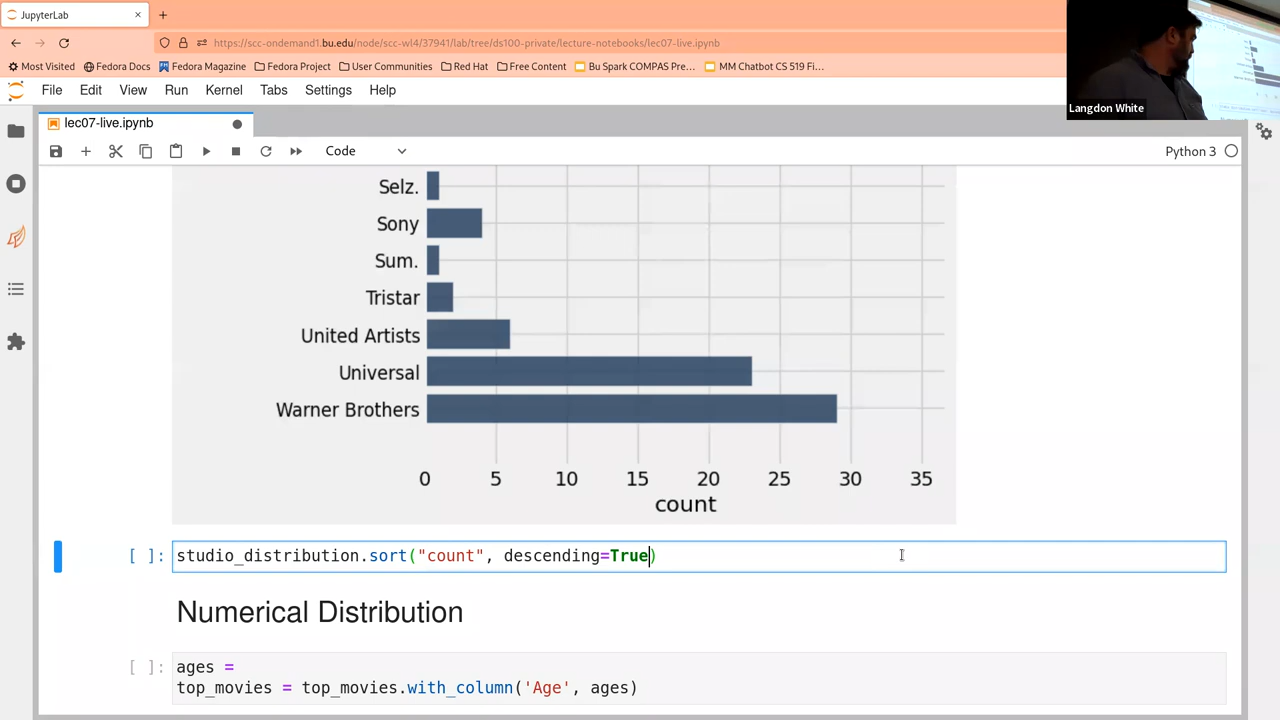 JupyterLab
https://scc-ondemand1.bu.edu/node/scc-wl4/37941/lab/tree/ds100-private/lecture-notebooks/lec07-live.ipynb
Most Visited Fedora Docs Fedora Magazine Fedora Project User Communities Red Hat Free Content Bu Spark COMPAS Pre… MM Chatbot CS 519 Fi…
Langdon White
File Edit View Run Kernel Tabs Settings Help
lec07-live.ipynb
Code
Python 3
Selz.
Sony
Sum.
Tristar
United Artists
Universal
Warner Brothers
0 5 10 15 20 25 30 35
count
[ ]: studio_distribution.sort("count", descending=True)
Numerical Distribution
[ ]: ages =
top_movies = top_movies.with_column('Age', ages)